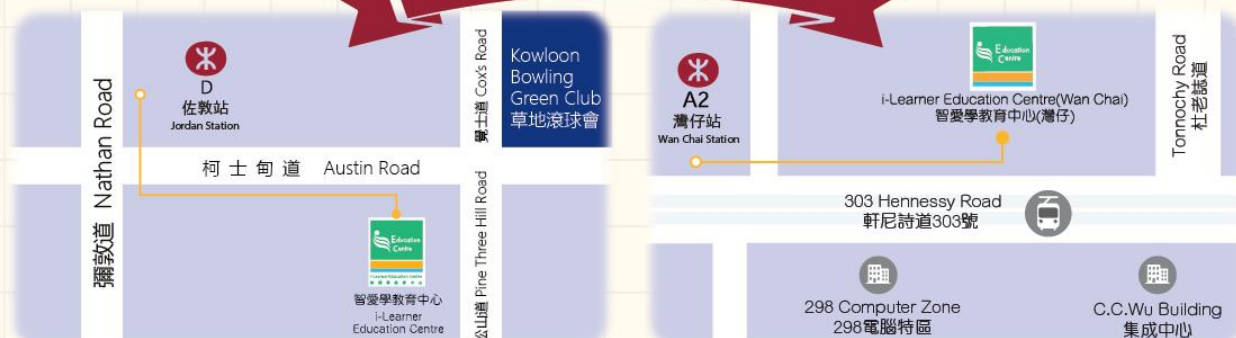 彌敦道 Nathan Road
D
佐敦站
Jordan Station
覺士道 Cox's Road
Kowloon
Bowling
Green Club
草地滾球會
柯士甸道 Austin Road
Education
Centre
智愛學教育中心
i-Learner
Education Centre
公山道 Pine Three Hill Road
A2
灣仔站
Wan Chai Station
Education
Centre
i-Learner Education Centre(Wan Chai)
智愛學教育中心(灣仔)
Tonnochy Road
杜老誌道
303 Hennessy Road
軒尼詩道303號
298 Computer Zone
298電腦特區
C.C.Wu Building
集成中心